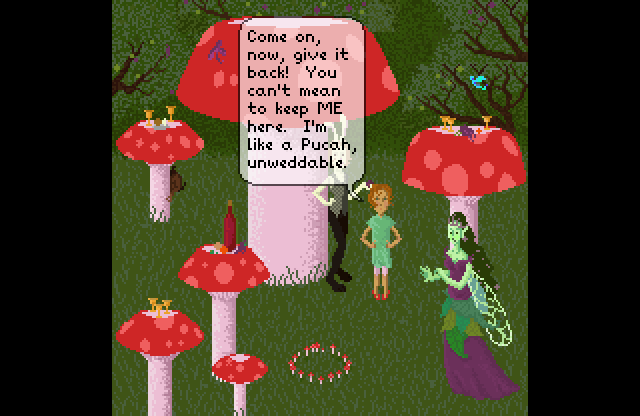 Come on,
now, give it
back!  You
can't mean
to keep ME
here.  I'm
like a Pucah,
unweddable.